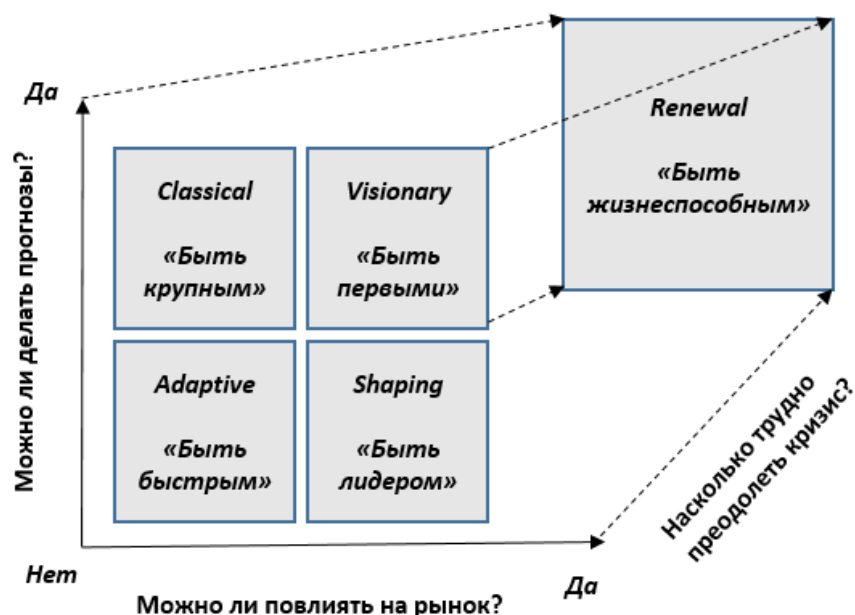 Да
Можно ли делать прогнозы?
Classical
«Быть
крупным»
Visionary
«Быть
первыми»
Renewal
«Быть
жизнеспособным»
Adaptive
«Быть
быстрым»
Shaping
«Быть
лидером»
Насколько трудно
преодолеть кризис?
Нет
Да
Можно ли повлиять на рынок?